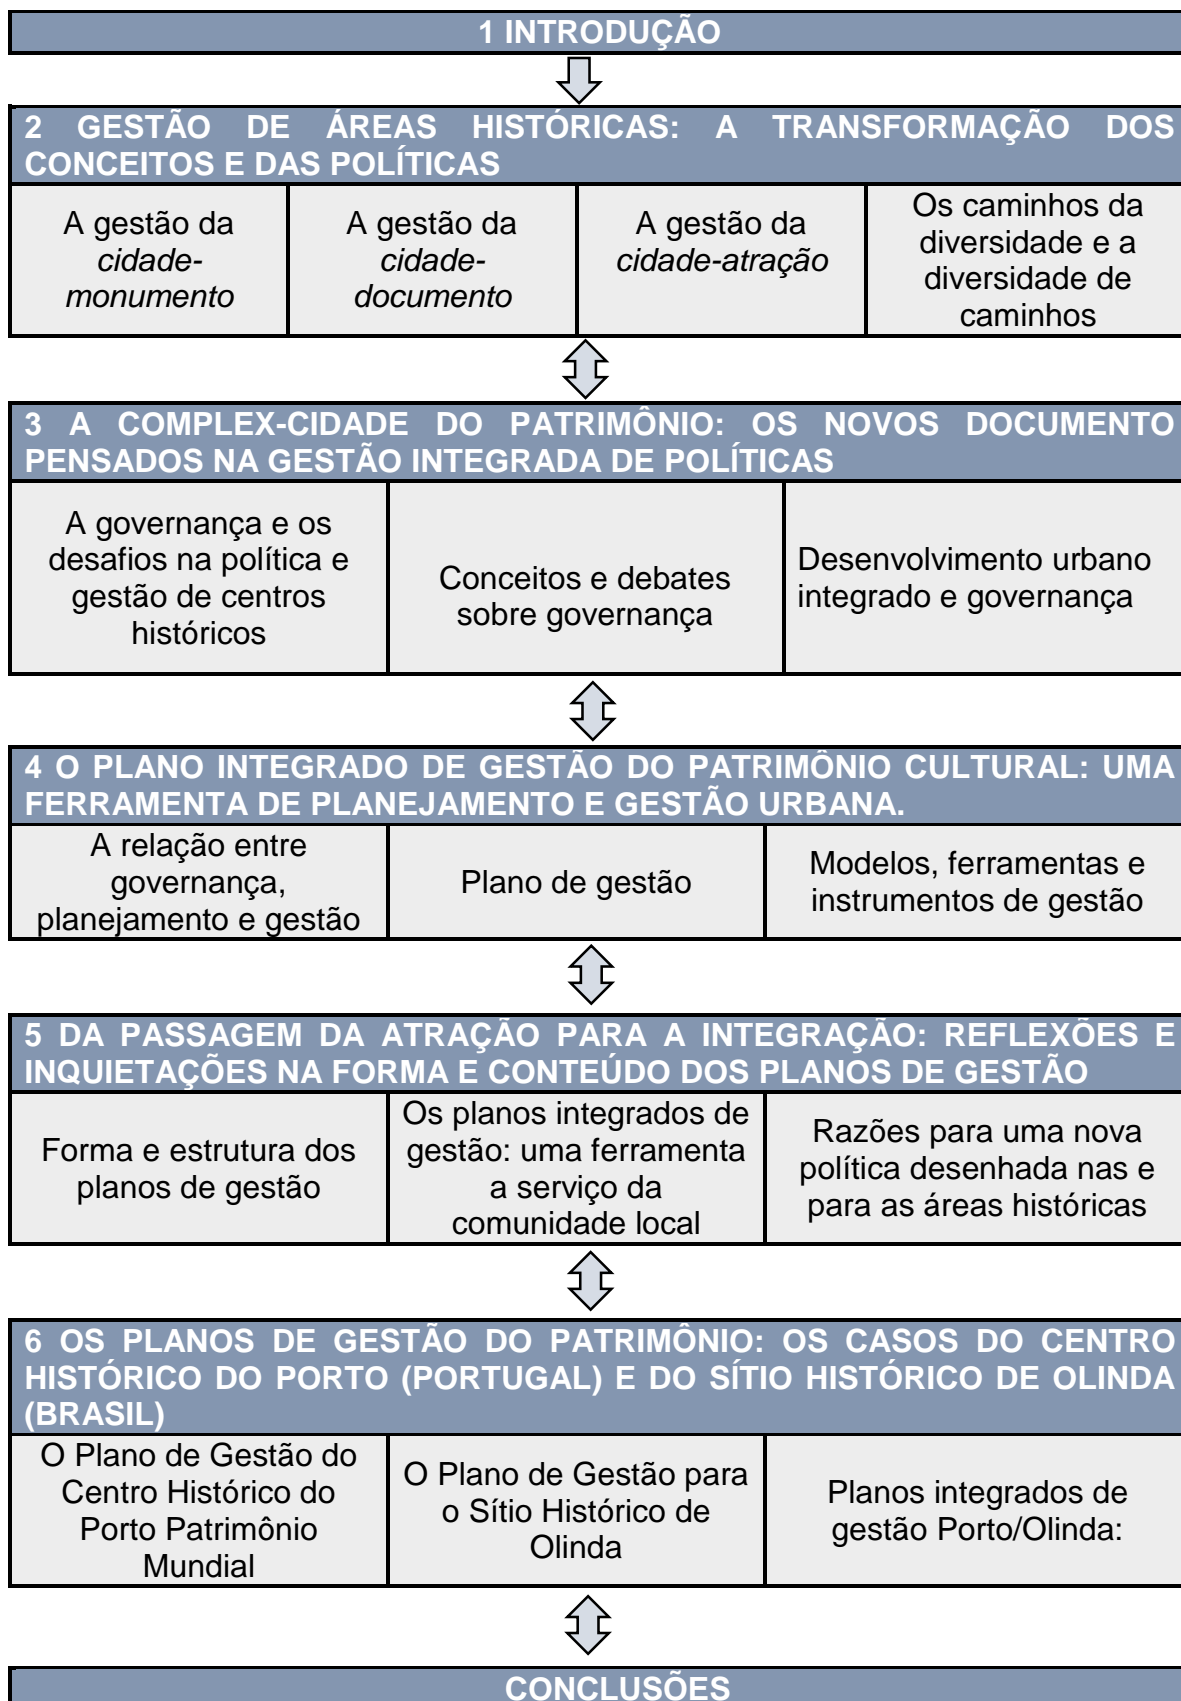 1 INTRODUÇÃO
2 GESTÃO DE ÁREAS HISTÓRICAS: A TRANSFORMAÇÃO DOS
CONCEITOS E DAS POLÍTICAS
A gestão da
cidade-
monumento
A gestão da
cidade-
documento
A gestão da
cidade-atração
Os caminhos da
diversidade e a
diversidade de
caminhos
3 A COMPLEX-CIDADE DO PATRIMÔNIO: OS NOVOS DOCUMENTO
PENSADOS NA GESTÃO INTEGRADA DE POLÍTICAS
A governança e os
desafios na política e
gestão de centros
históricos
Conceitos e debates
sobre governança
Desenvolvimento urbano
integrado e governança
4 O PLANO INTEGRADO DE GESTÃO DO PATRIMÔNIO CULTURAL: UMA
FERRAMENTA DE PLANEJAMENTO E GESTÃO URBANA.
A relação entre
governança,
planejamento e gestão
Plano de gestão
Modelos, ferramentas e
instrumentos de gestão
5 DA PASSAGEM DA ATRAÇÃO PARA A INTEGRAÇÃO: REFLEXÕES E
INQUIETAÇÕES NA FORMA E CONTEÚDO DOS PLANOS DE GESTÃO
Forma e estrutura dos
planos de gestão
Os planos integrados de
gestão: uma ferramenta
a serviço da
comunidade local
Razões para uma nova
política desenhada nas e
para as áreas históricas
6 OS PLANOS DE GESTÃO DO PATRIMÔNIO: OS CASOS DO CENTRO
HISTÓRICO DO PORTO (PORTUGAL) E DO SÍTIO HISTÓRICO DE OLINDA
(BRASIL)
O Plano de Gestão do
Centro Histórico do
Porto Patrimônio
Mundial
O Plano de Gestão para
o Sítio Histórico de
Olinda
Planos integrados de
gestão Porto/Olinda:
CONCLUSÕES